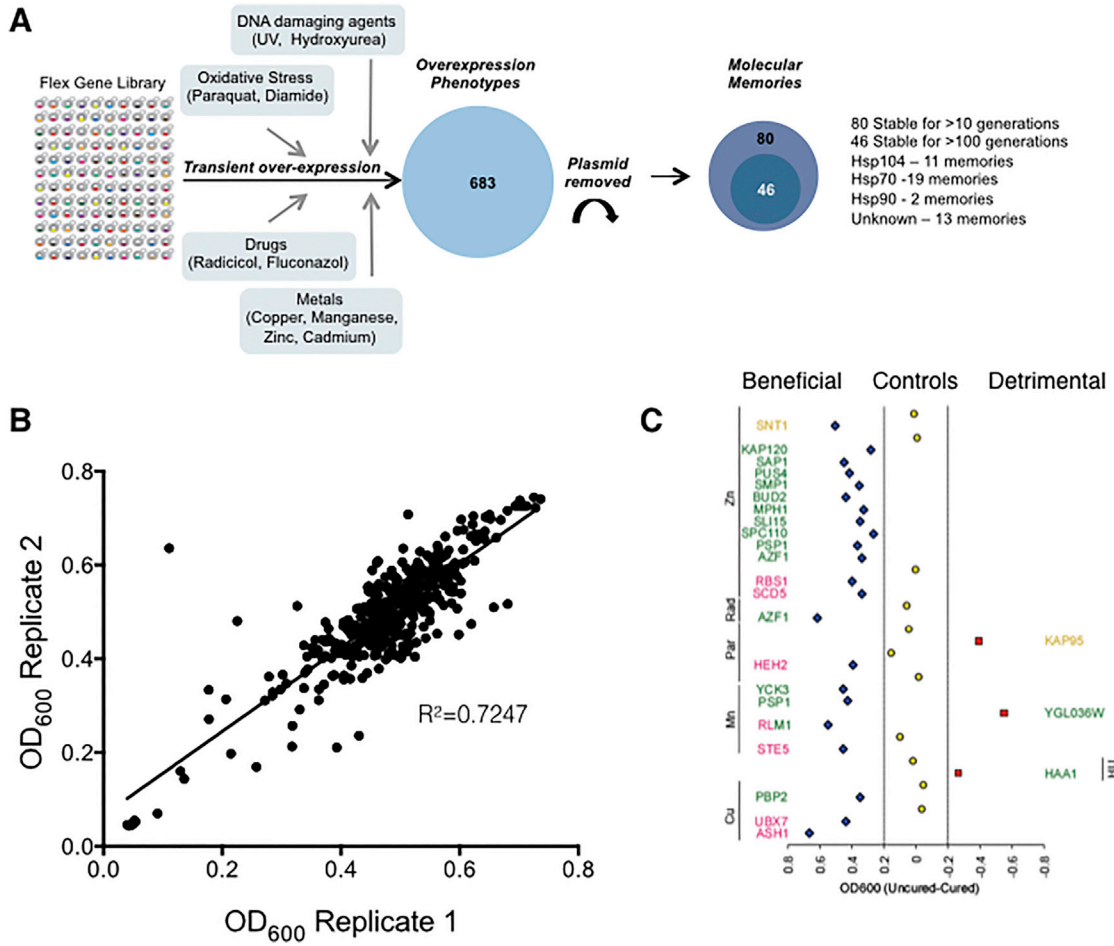 A
DNA damaging agents
(UV, Hydroxyurea)
Flex Gene Library
Oxidative Stress
(Paraquat, Diamide)
Transient over-expression
Drugs
(Radicicol, Fluconazol)
Metals
(Copper, Manganese,
Zinc, Cadmium)
Overexpression
Phenotypes
683
Plasmid
removed
Molecular
Memories
80
46
80 Stable for >10 generations
46 Stable for >100 generations
Hsp104 – 11 memories
Hsp70 -19 memories
Hsp90 - 2 memories
Unknown – 13 memories
B
OD600 Replicate 2
0.8
0.6
0.4
0.2
0.0
R²=0.7247
0.0 0.2 0.4 0.6 0.8
OD600 Replicate 1
C
Beneficial Controls Detrimental
Zn
SNT1
KAP120
SAP1
PUS4
SMP1
BUD2
MPH1
SLI15
SPC110
PSP1
AZF1
RBS1
SCD5
Rad
AZF1
Par
KAP95
HEH2
Mn
YCK3
PSP1
YGL036W
RLM1
STE5
HAA1
HU
Cu
PBP2
UBX7
ASH1
0.8 0.6 0.4 0.2 0 -0.2 -0.4 -0.6 -0.8
OD600 (Uncured-Cured)